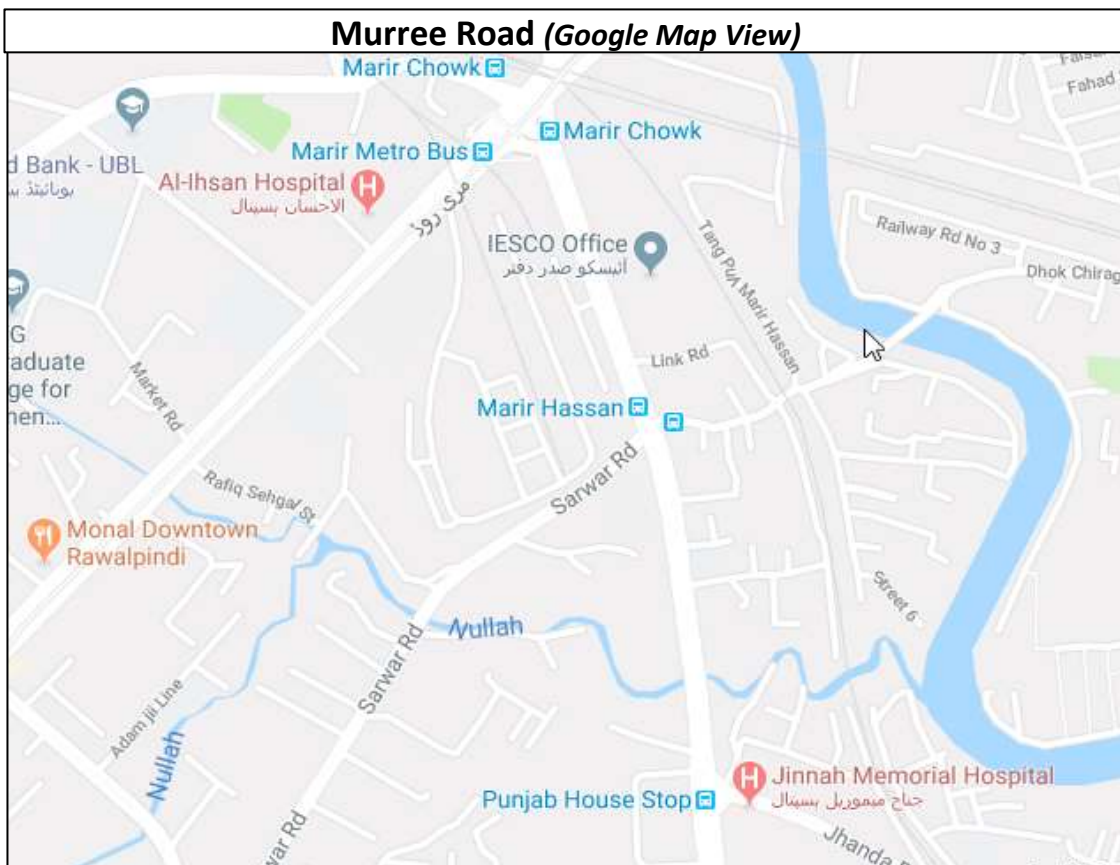 Murree Road (Google Map View)
Marir Chowk
Fahad
Marir Chowk
Marir Metro Bus
d Bank - UBL
Al-Ihsan Hospital
الاحسان ہسپتال
مری روڈ
IESCO Office
آئیسکو صدر دفتر
Tang Pul Marir Hassan
Railway Rd No 3
Dhok Chirag
G
raduate
ge for
nen...
Market Rd
Link Rd
Marir Hassan
Sarwar Rd
Rafiq Sehgal St
Monal Downtown
Rawalpindi
Street 6
Nullah
Sarwar Rd
Adam jii Line
Nullah
Jinnah Memorial Hospital
جناح میموریل ہسپتال
Punjab House Stop
war Rd
Jhanda